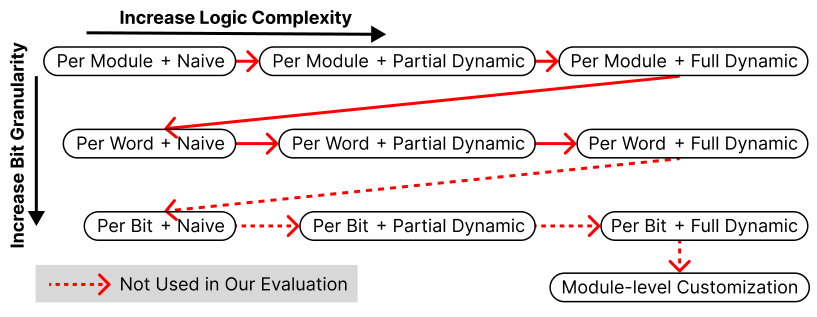 Increase Logic Complexity
Increase Bit Granularity
Per Module + Naive
Per Module + Partial Dynamic
Per Module + Full Dynamic
Per Word + Naive
Per Word + Partial Dynamic
Per Word + Full Dynamic
Per Bit + Naive
Per Bit + Partial Dynamic
Per Bit + Full Dynamic
Not Used in Our Evaluation
Module-level Customization